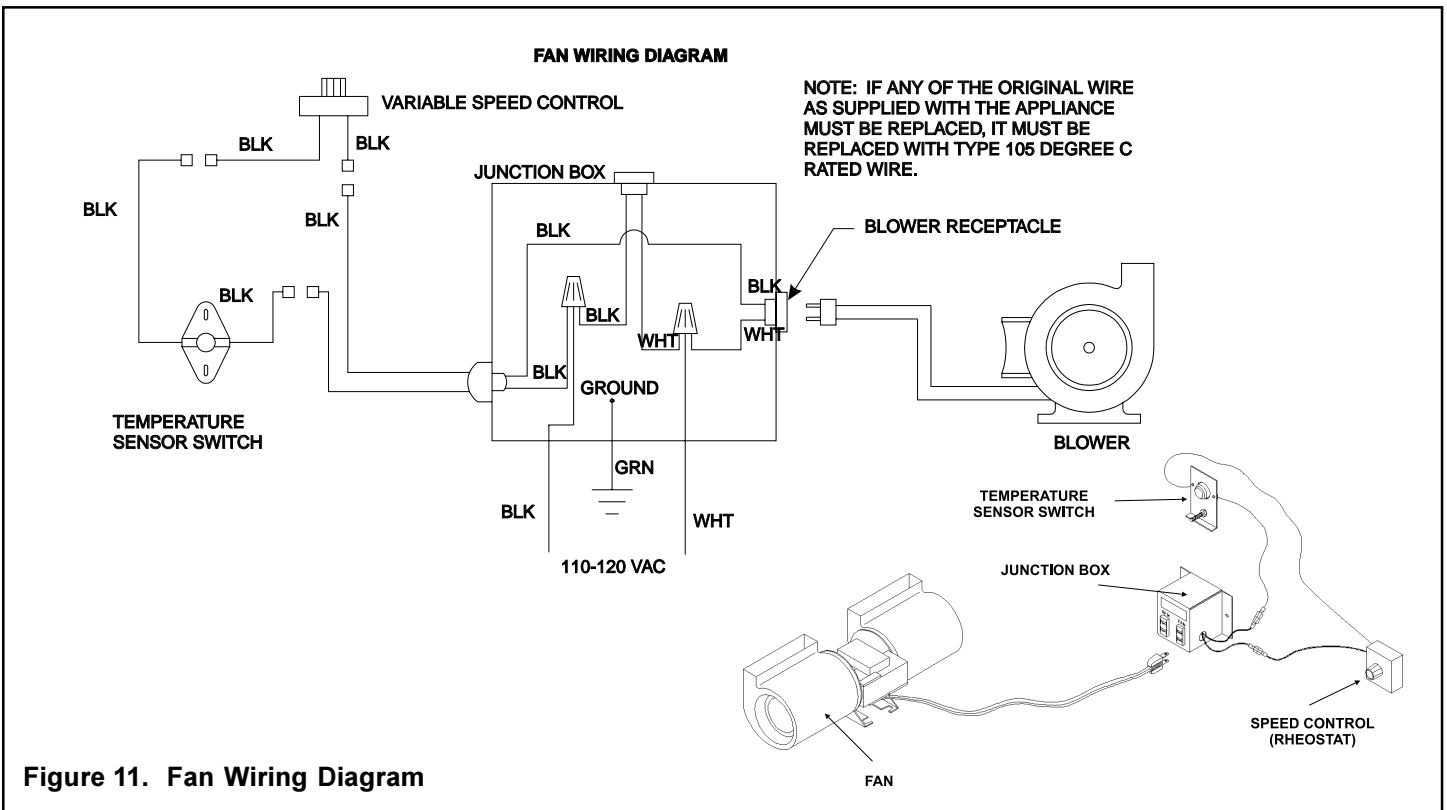 FAN WIRING DIAGRAM
VARIABLE SPEED CONTROL
NOTE: IF ANY OF THE ORIGINAL WIRE
AS SUPPLIED WITH THE APPLIANCE
MUST BE REPLACED, IT MUST BE
REPLACED WITH TYPE 105 DEGREE C
RATED WIRE.
BLK
BLK
JUNCTION BOX
BLK
BLK
BLK
BLOWER RECEPTACLE
BLK
BLK
BLK
WHT
WHT
BLK
GROUND
TEMPERATURE
SENSOR SWITCH
BLOWER
GRN
BLK
WHT
110-120 VAC
TEMPERATURE
SENSOR SWITCH
JUNCTION BOX
SPEED CONTROL
(RHEOSTAT)
FAN
Figure 11. Fan Wiring Diagram